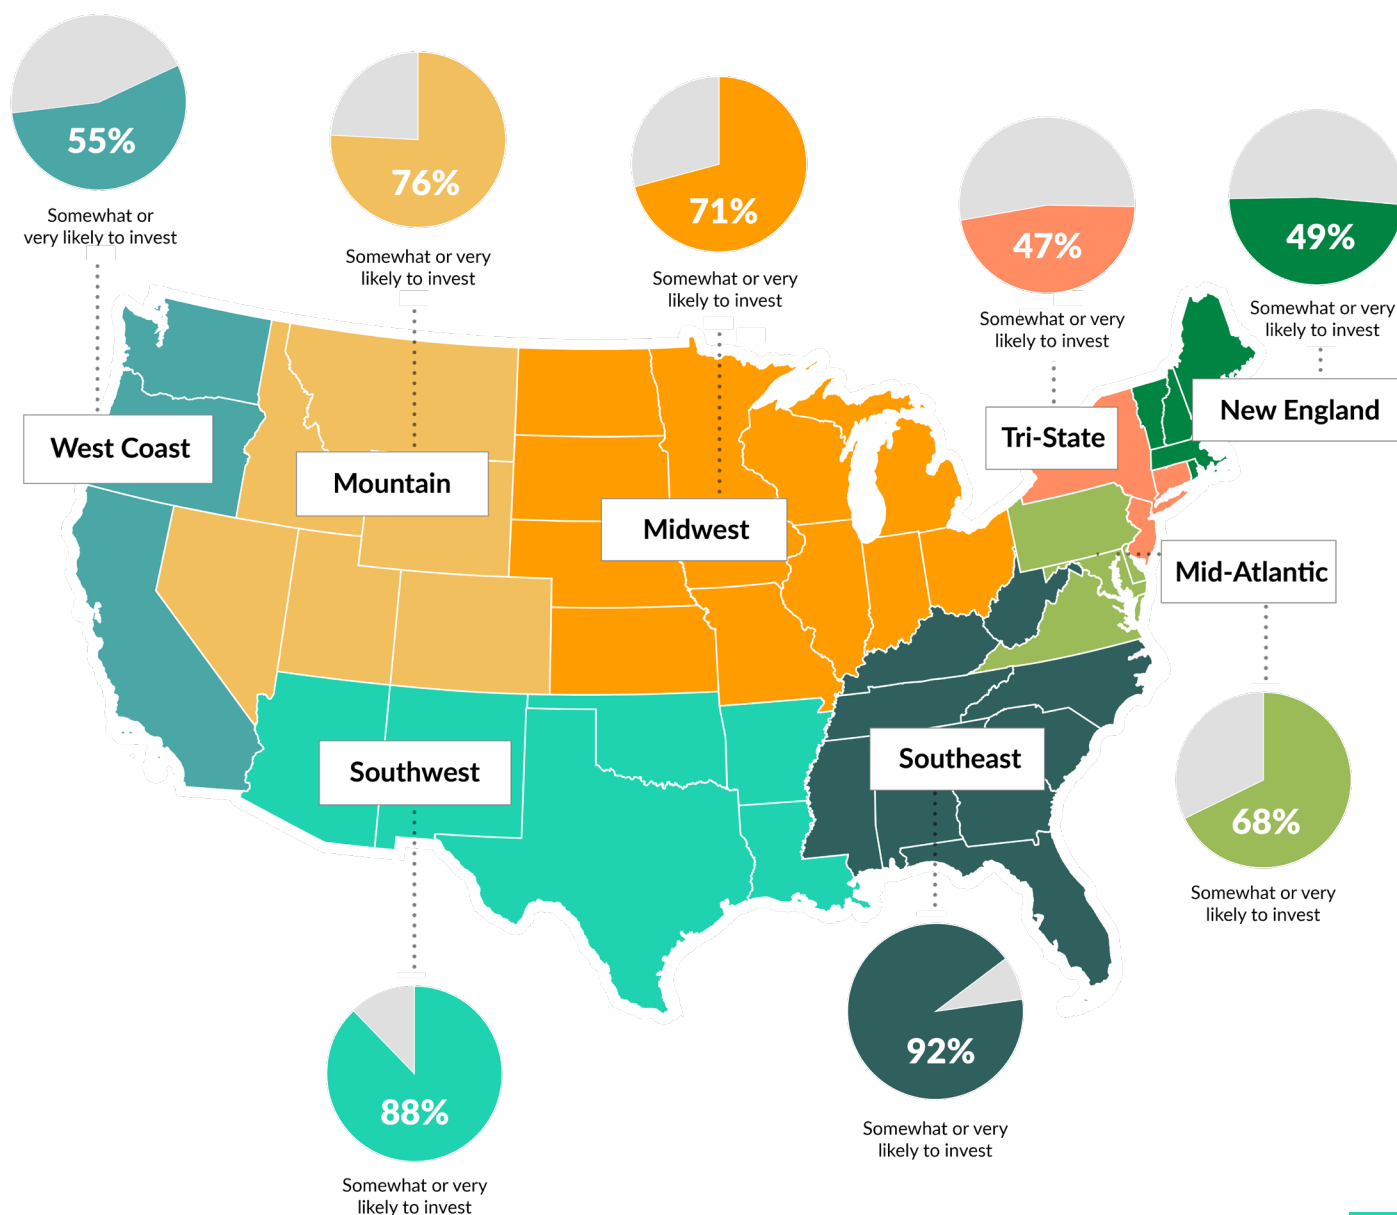 55%
Somewhat or
very likely to invest
76%
Somewhat or very
likely to invest
71%
Somewhat or very
likely to invest
47%
Somewhat or very
likely to invest
49%
Somewhat or very
likely to invest
West Coast
Mountain
Midwest
Tri-State
New England
Mid-Atlantic
Southwest
Southeast
68%
Somewhat or very
likely to invest
88%
Somewhat or very
likely to invest
92%
Somewhat or very
likely to invest